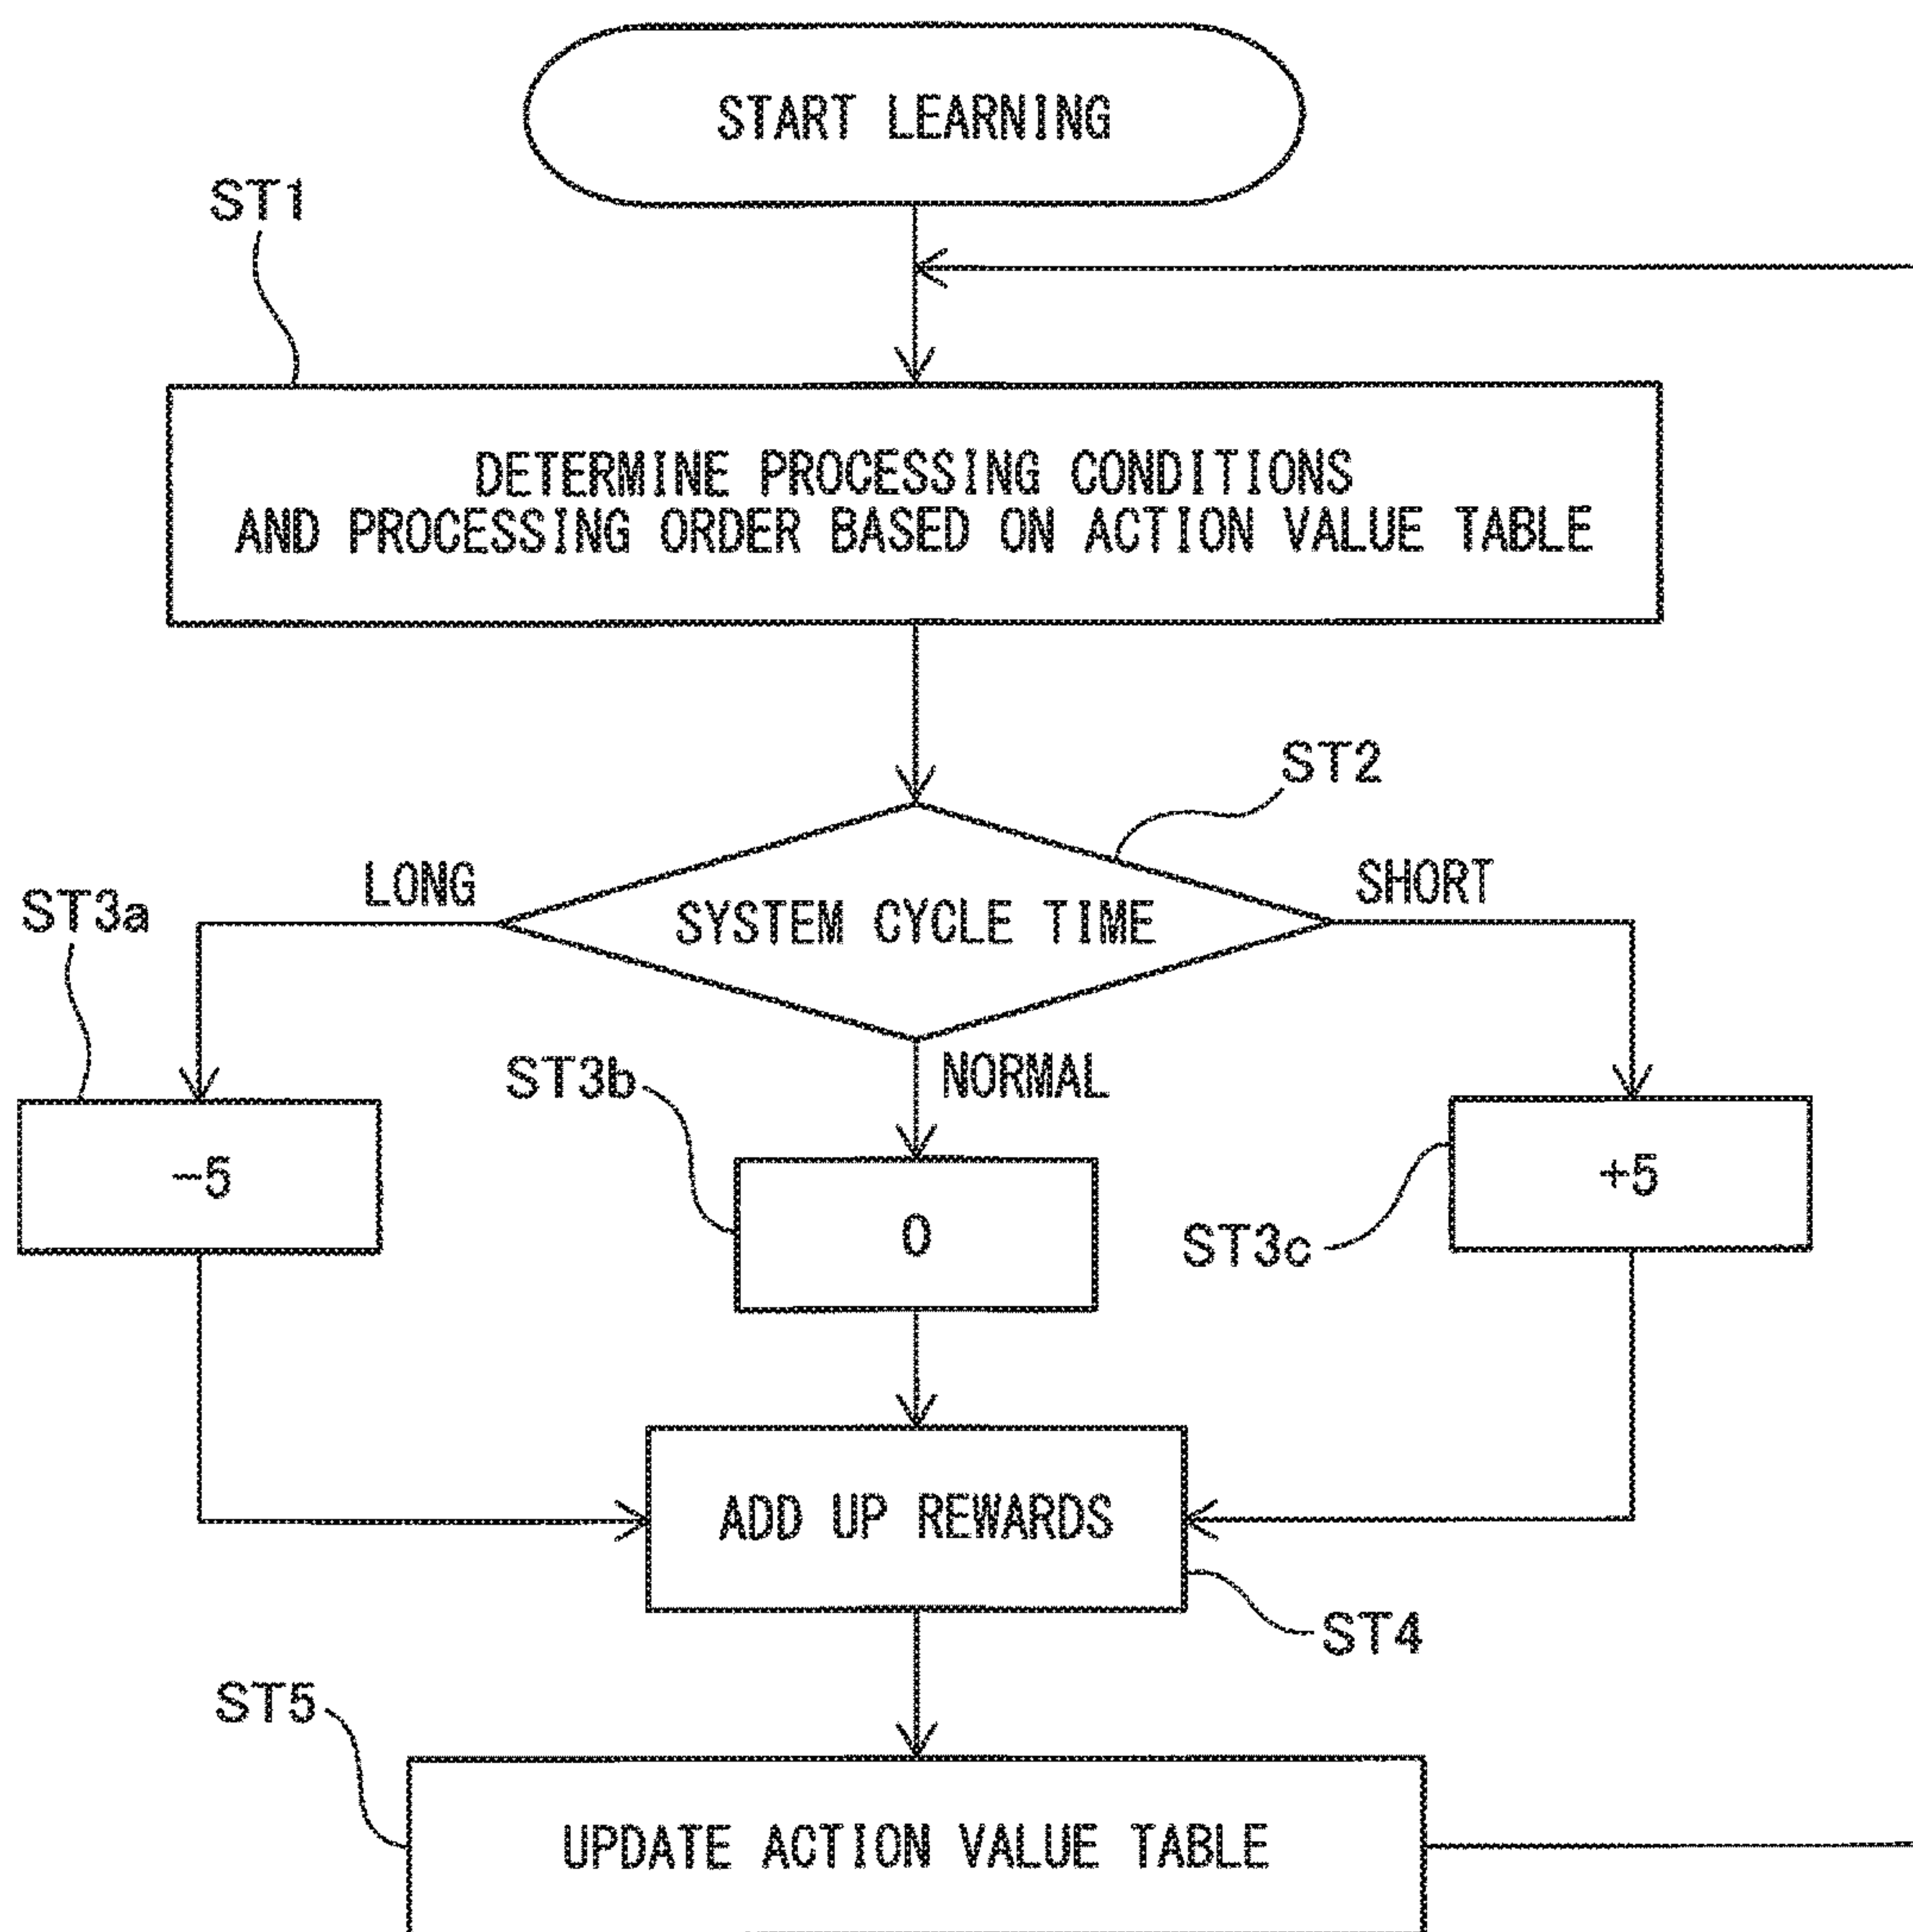 START LEARNING
ST1
DETERMINE PROCESSING CONDITIONS
AND PROCESSING ORDER BASED ON ACTION VALUE TABLE
ST2
LONG
SYSTEM CYCLE TIME
SHORT
ST3a
ST3b
NORMAL
-5
0
+5
ST3c
ADD UP REWARDS
ST4
ST5
UPDATE ACTION VALUE TABLE